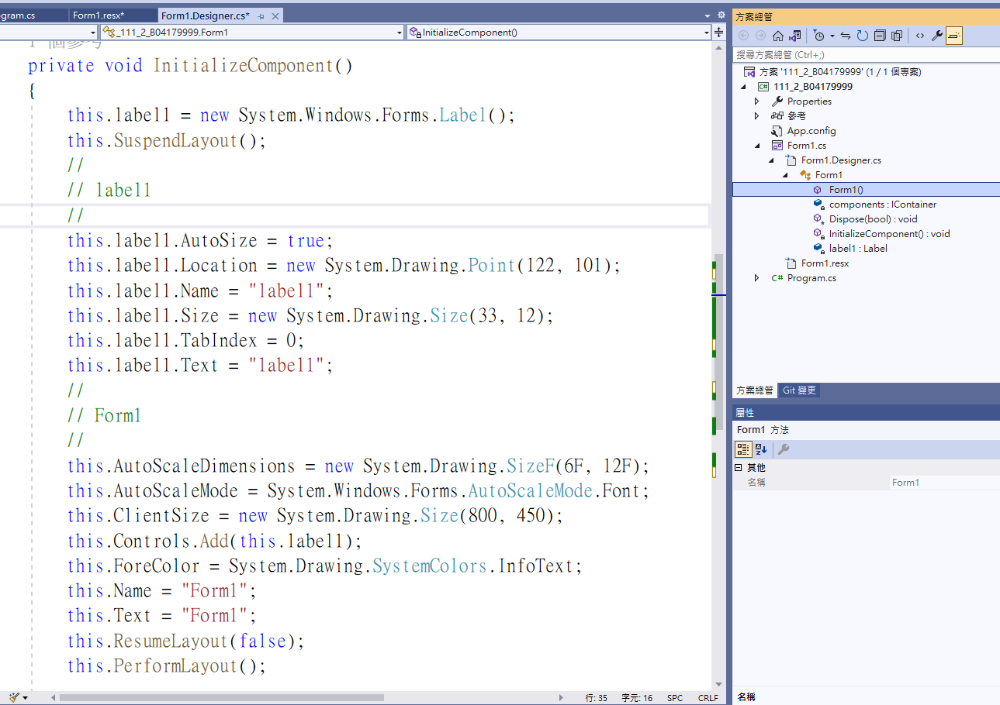 gram.cs Form1.resx* Form1.Designer.cs*
_111_2_B04179999.Form1 InitializeComponent()
1 個參考
private void InitializeComponent()
{
this.label1 = new System.Windows.Forms.Label();
this.SuspendLayout();
//
// label1
//
this.label1.AutoSize = true;
this.label1.Location = new System.Drawing.Point(122, 101);
this.label1.Name = "label1";
this.label1.Size = new System.Drawing.Size(33, 12);
this.label1.TabIndex = 0;
this.label1.Text = "label1";
//
// Form1
//
this.AutoScaleDimensions = new System.Drawing.SizeF(6F, 12F);
this.AutoScaleMode = System.Windows.Forms.AutoScaleMode.Font;
this.ClientSize = new System.Drawing.Size(800, 450);
this.Controls.Add(this.label1);
this.ForeColor = System.Drawing.SystemColors.InfoText;
this.Name = "Form1";
this.Text = "Form1";
this.ResumeLayout(false);
this.PerformLayout();
行: 35 字元: 16 SPC CRLF
方案總管
搜尋方案總管 (Ctrl+;)
方案 '111_2_B04179999' (1 / 1 個專案)
C# 111_2_B04179999
Properties
參考
App.config
Form1.cs
Form1.Designer.cs
Form1
Form1()
components : IContainer
Dispose(bool) : void
InitializeComponent() : void
label1 : Label
Form1.resx
C# Program.cs
方案總管 Git 變更
屬性
Form1 方法
其他
名稱 Form1
名稱